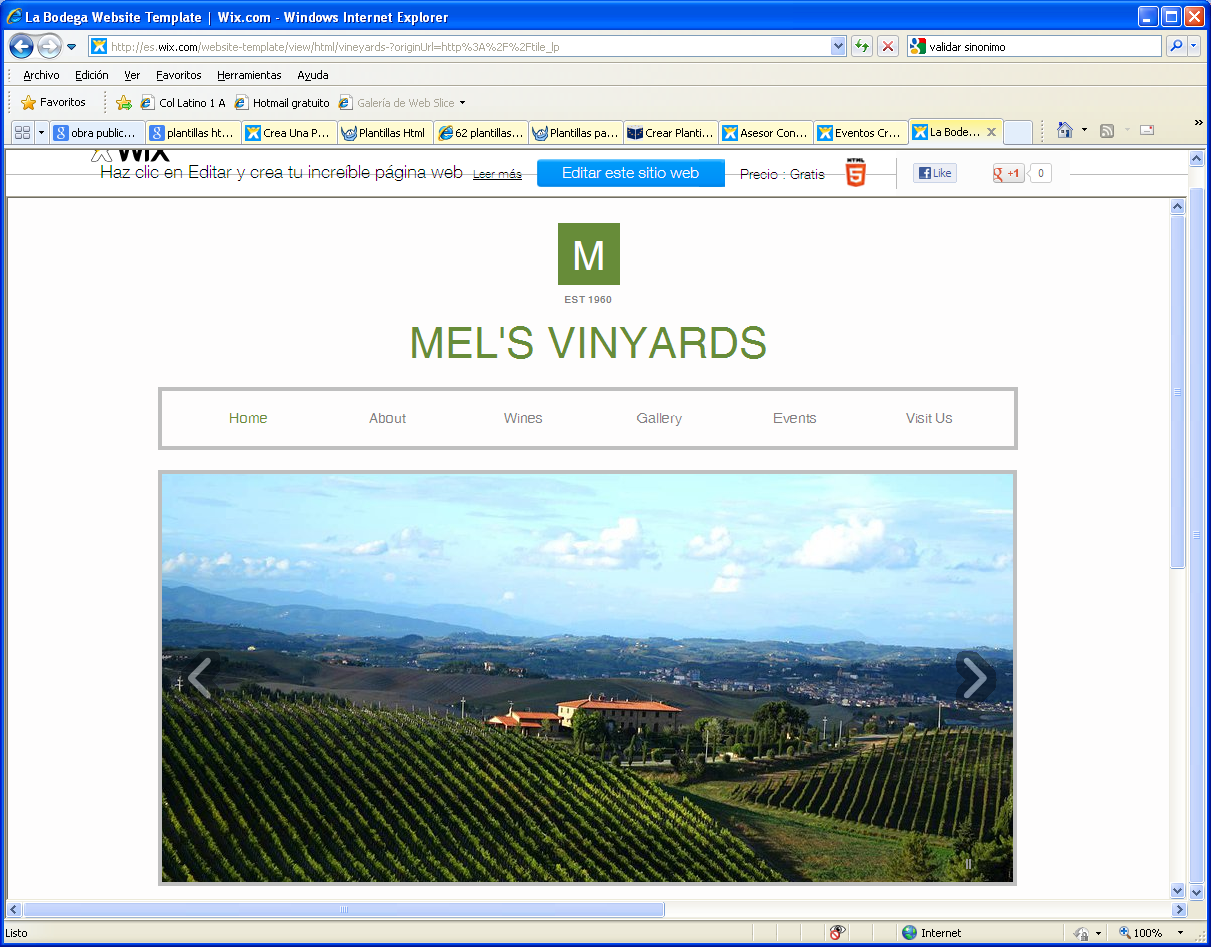 La Bodega Website Template | Wix.com - Windows Internet Explorer
http://es.wix.com/website-template/view/html/vineyards-?originUrl=http%3A%2F%2Ftile_lp
validar sinonimo
Archivo Edición Ver Favoritos Herramientas Ayuda
Favoritos Col Latino 1 A Hotmail gratuito Galería de Web Slice
obra public... plantillas ht... Crea Una P... Plantillas Html 62 plantillas... Plantillas pa... Crear Planti... Asesor Con... Eventos Cr... La Bode...
WIX
Haz clic en Editar y crea tu increíble página web Leer más Editar este sitio web Precio : Gratis HTML 5 Like +1 0
M
EST 1960
MEL'S VINYARDS
Home About Wines Gallery Events Visit Us
Listo Internet 100%